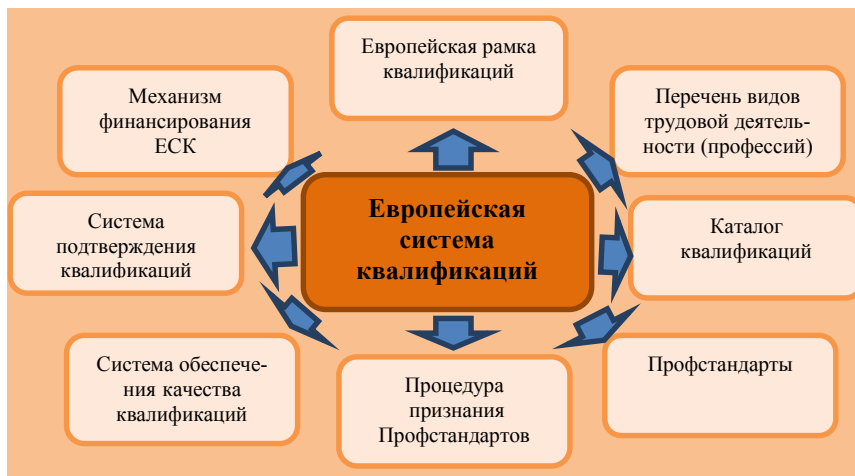 Европейская рамка
квалификаций
Механизм
финансирования
ЕСК
Перечень видов
трудовой деятель-
ности (профессий)
Система
подтверждения
квалификаций
Европейская
система
квалификаций
Каталог
квалификаций
Система обеспече-
ния качества
квалификаций
Процедура
признания
Профстандартов
Профстандарты